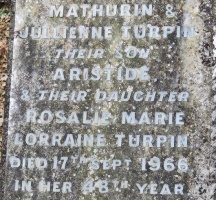 MATHURIN &
JULIENNE TURPIN
THEIR SON
ARISTIDE
& THEIR DAUGHTER
ROSALIE MARIE
LORRAINE TURPIN
DIED 17TH SEPT 1966
IN HER 48TH YEAR